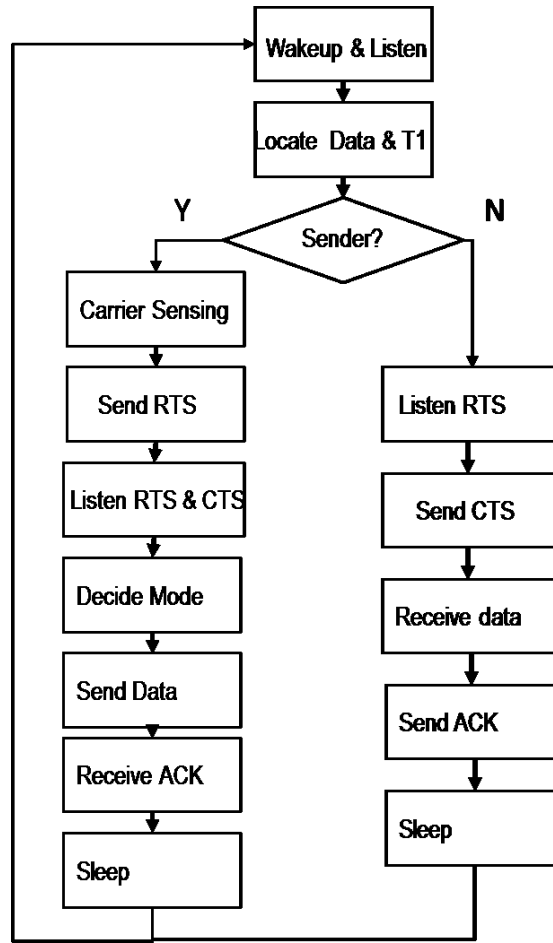 Wakeup & Listen
Locate Data & T1
Y
N
Sender?
Carrier Sensing
Send RTS
Listen RTS & CTS
Decide Mode
Send Data
Receive ACK
Sleep
Listen RTS
Send CTS
Receive data
Send ACK
Sleep